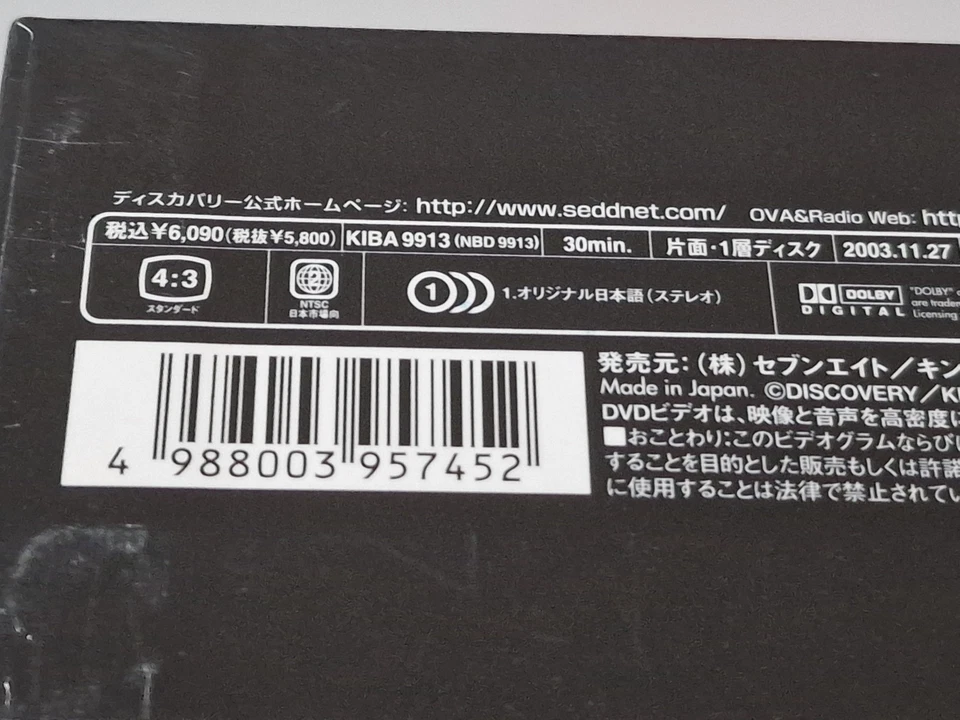 ディスカバリー公式ホームページ: http://www.seddnet.com/ OVA&Radio Web:
税込¥6,090(税抜¥5,800) KIBA 9913 (NBD 9913) 30min. 片面・1層ディスク 2003.11.27
4:3 2 1 1.オリジナル日本語(ステレオ) DOLBY "DOLBY"
スタンダード NTSC DIGITAL are
日本市場向 Licensing
発売元:(株)セブンエイト/キン
Made in Japan. ©DISCOVERY/KI
DVDビデオは、映像と音声を高密度に
■おことわり:このビデオグラムならびに
することを目的とした販売もしくは許諾
に使用することは法律で禁止されてい
4 988003 957452